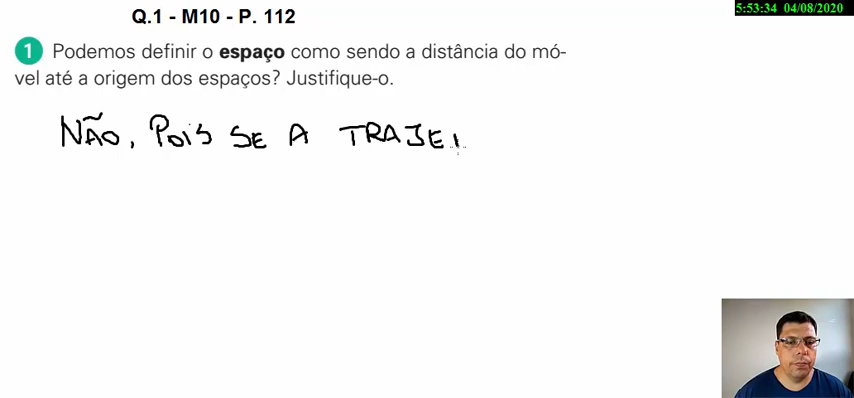 Q.1 - M10 - P. 112
5:53:34 04/08/2020
1 Podemos definir o espaço como sendo a distância do mó-
vel até a origem dos espaços? Justifique-o.
NÃO, POIS SE A TRAJE